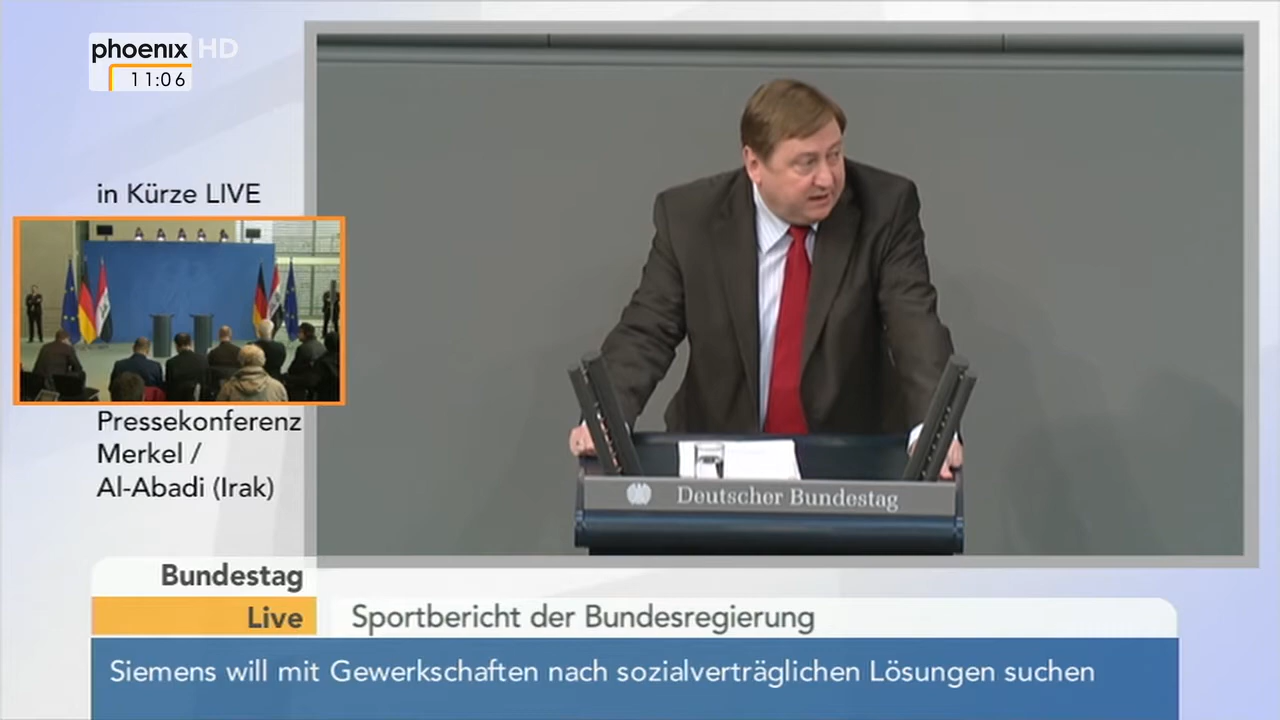 phoenix HD
11:06
in Kürze LIVE
Pressekonferenz
Merkel /
Al-Abadi (Irak)
Deutscher Bundestag
Bundestag
Live
Sportbericht der Bundesregierung
Siemens will mit Gewerkschaften nach sozialverträglichen Lösungen suchen